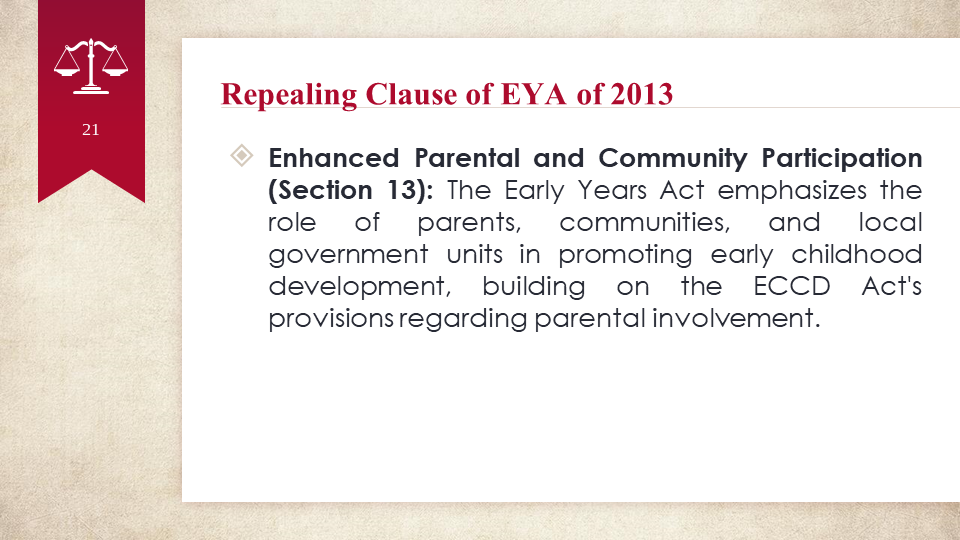 21
Repealing Clause of EYA of 2013
Enhanced Parental and Community Participation
(Section 13): The Early Years Act emphasizes the
role of parents, communities, and local
government units in promoting early childhood
development, building on the ECCD Act's
provisions regarding parental involvement.